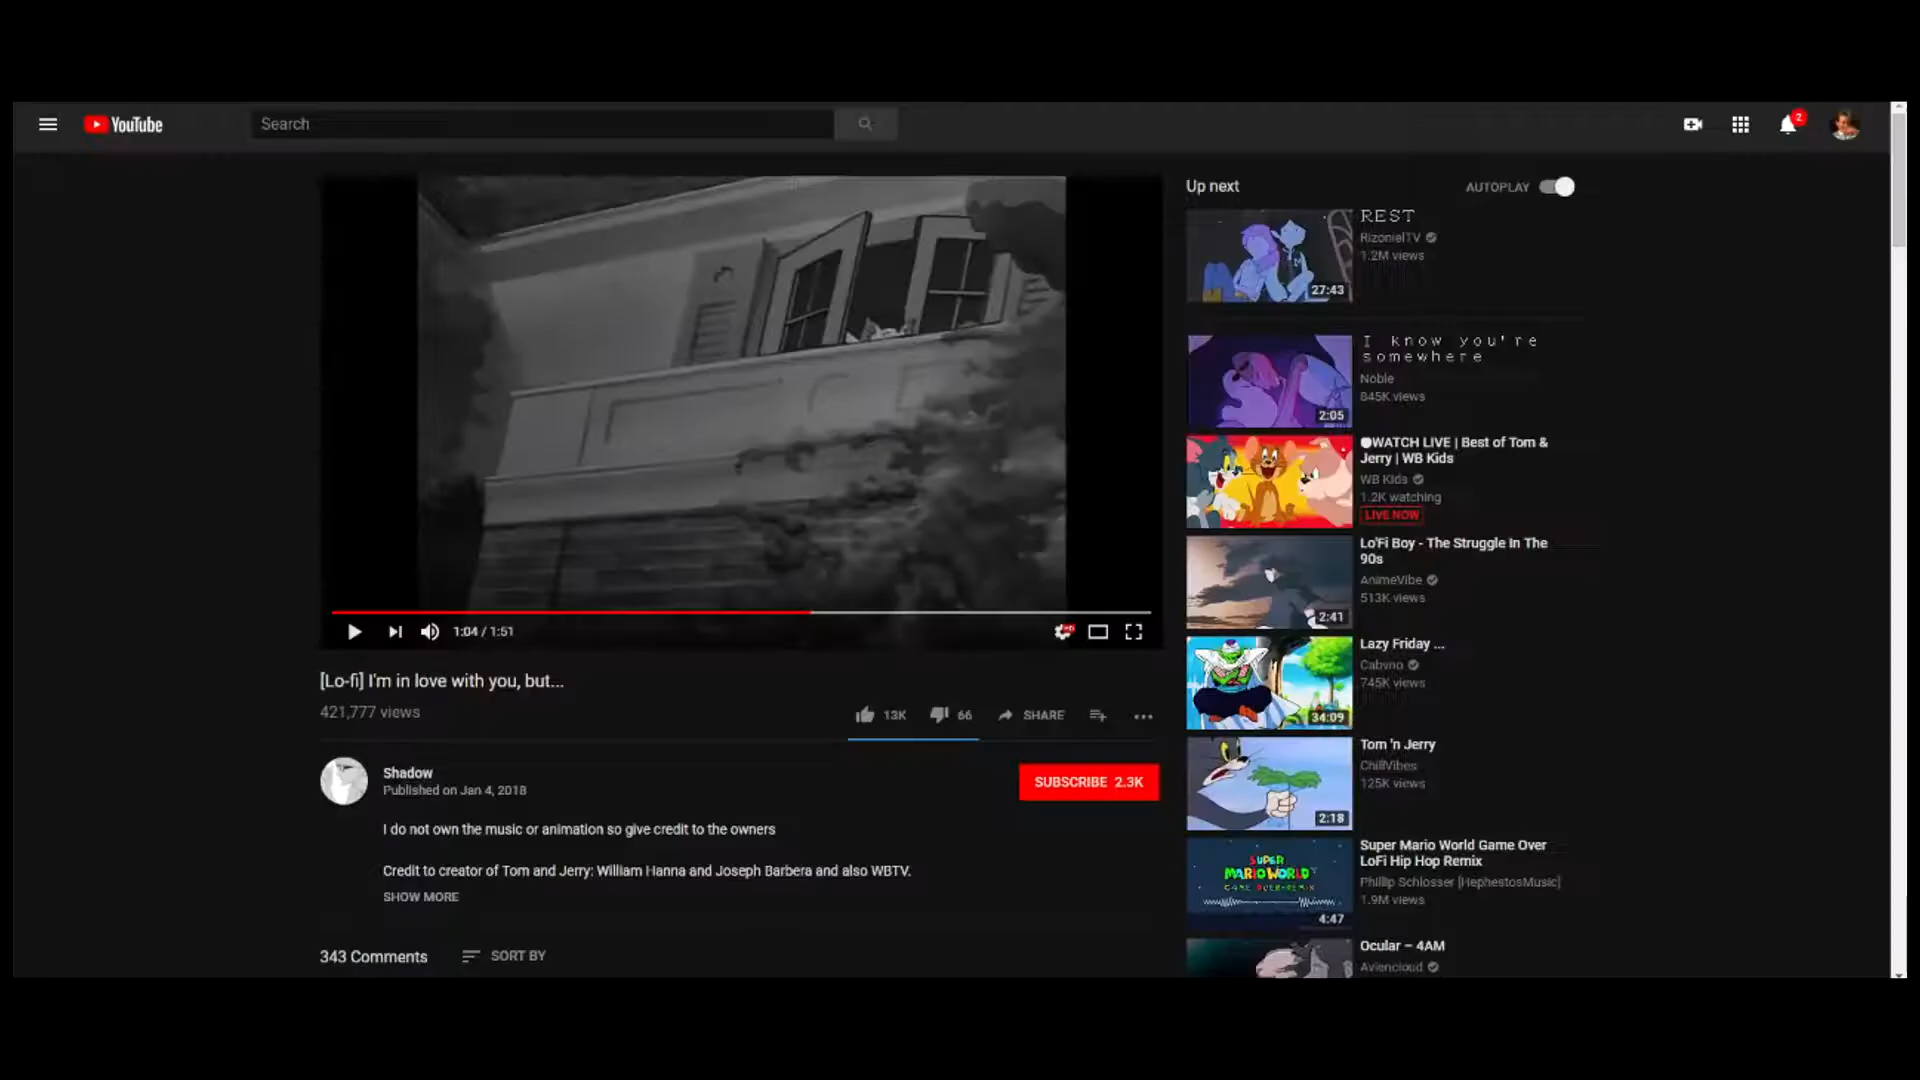 YouTube
Search
2
1:04 / 1:51
[Lo-fi] I'm in love with you, but...
421,777 views
13K
66
SHARE
Shadow
Published on Jan 4, 2018
SUBSCRIBE 2.3K
I do not own the music or animation so give credit to the owners
Credit to creator of Tom and Jerry: William Hanna and Joseph Barbera and also WBTV.
SHOW MORE
343 Comments
SORT BY
Up next
AUTOPLAY
27:43
REST
RizonielTV
1.2M views
2:05
I know you're
somewhere
Noble
845K views
WATCH LIVE | Best of Tom &
Jerry | WB Kids
WB Kids
1.2K watching
LIVE NOW
2:41
Lo'Fi Boy - The Struggle In The
90s
AnimeVibe
513K views
34:09
Lazy Friday ...
Cabvno
745K views
2:18
Tom 'n Jerry
ChillVibes
125K views
SUPER
MARIO WORLD
GAME OVER-REMIX
4:47
Super Mario World Game Over
LoFi Hip Hop Remix
Phillip Schlosser [HephestosMusic]
1.9M views
Ocular – 4AM
Aviencloud